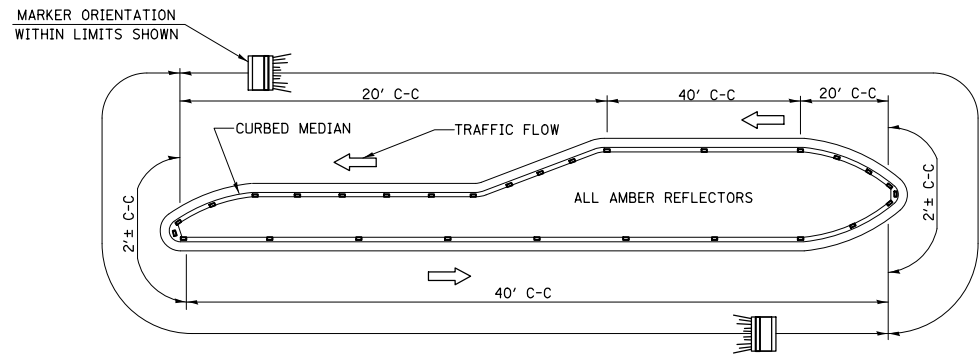 MARKER ORIENTATION
WITHIN LIMITS SHOWN
20' C-C
40' C-C
20' C-C
CURBED MEDIAN
TRAFFIC FLOW
ALL AMBER REFLECTORS
2'± C-C
2'± C-C
40' C-C